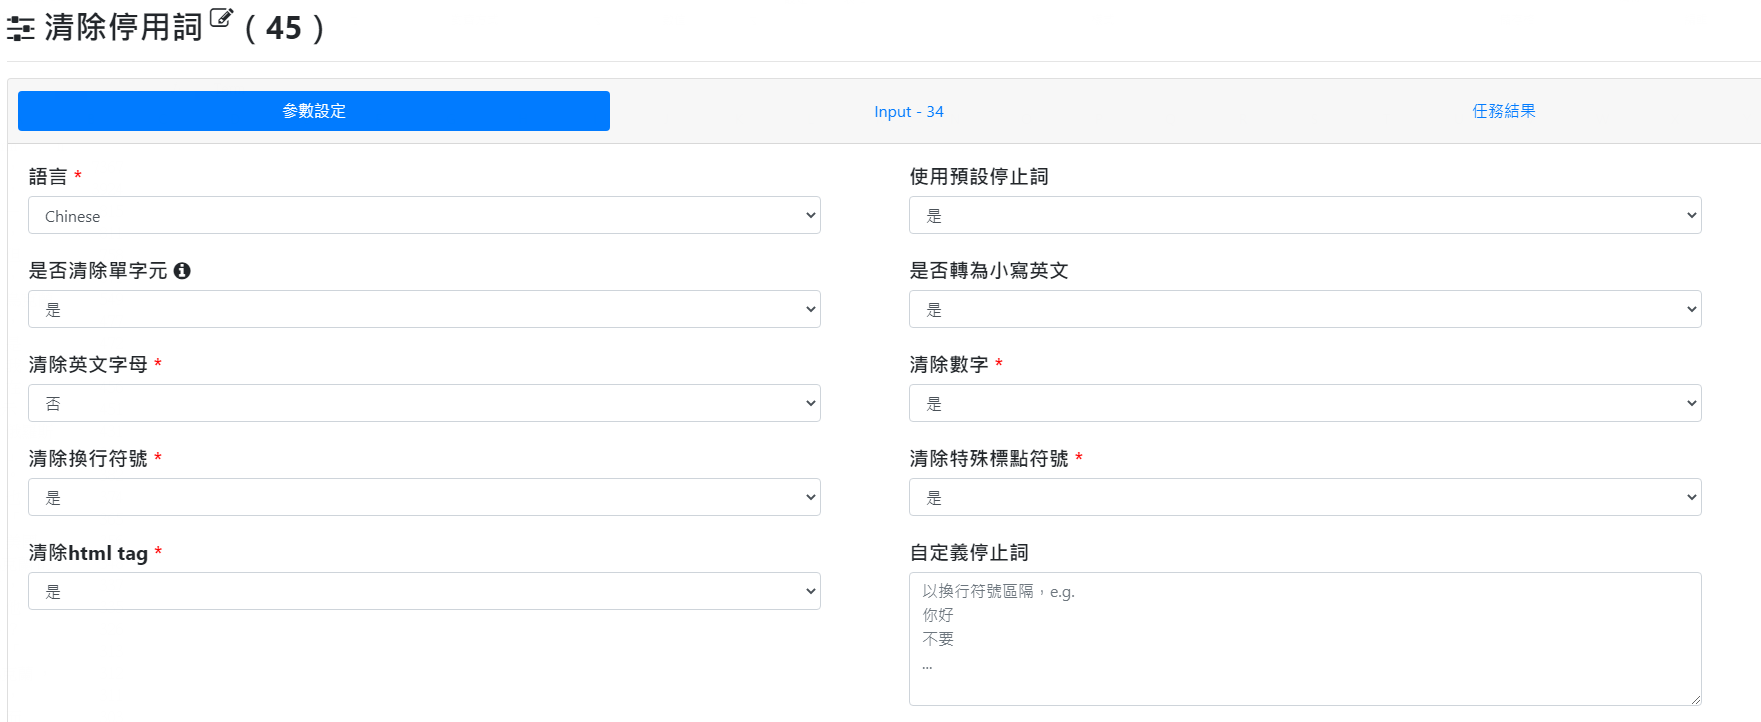 清除停用詞 ( 45 )
參數設定
Input - 34
任務結果
語言 *
使用預設停止詞
Chinese
是
是否清除單字元
是否轉為小寫英文
是
是
清除英文字母 *
清除數字 *
否
是
清除換行符號 *
清除特殊標點符號 *
是
是
清除html tag *
自定義停止詞
是
以換行符號區隔，e.g.
你好
不要
...